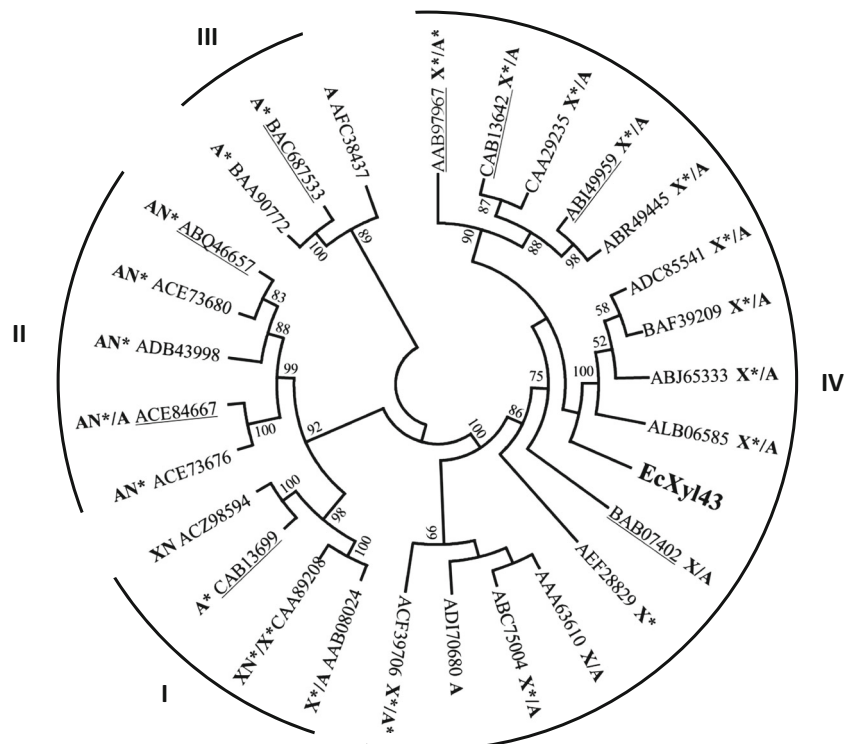 III
IV
II
I
AAB97967 X*/A*
CAB13642 X*/A
CAA29235 X*/A
ABI49959 X*/A
ABR49445 X*/A
ADC85541 X*/A
BAF39209 X*/A
ABJ65333 X*/A
ALB06585 X*/A
EcXyl43
BAB07402 X/A
AEF28829 X*
AAA63610 X/A
ABC75004 X*/A
ADI70680 A
ACF39706 X*/A*
X*/A AAB08024
XN*/X* CAA89208
A* CAB13699
XN ACZ98594
AN* ACE73676
AN*/A ACE84667
AN* ADB43998
AN* ACE73680
AN* ABQ46657
A* BAA90772
A* BAC687533
A AFC38437
89
100
83
88
99
100
92
100
98
100
99
100
86
75
100
52
58
98
88
87
90